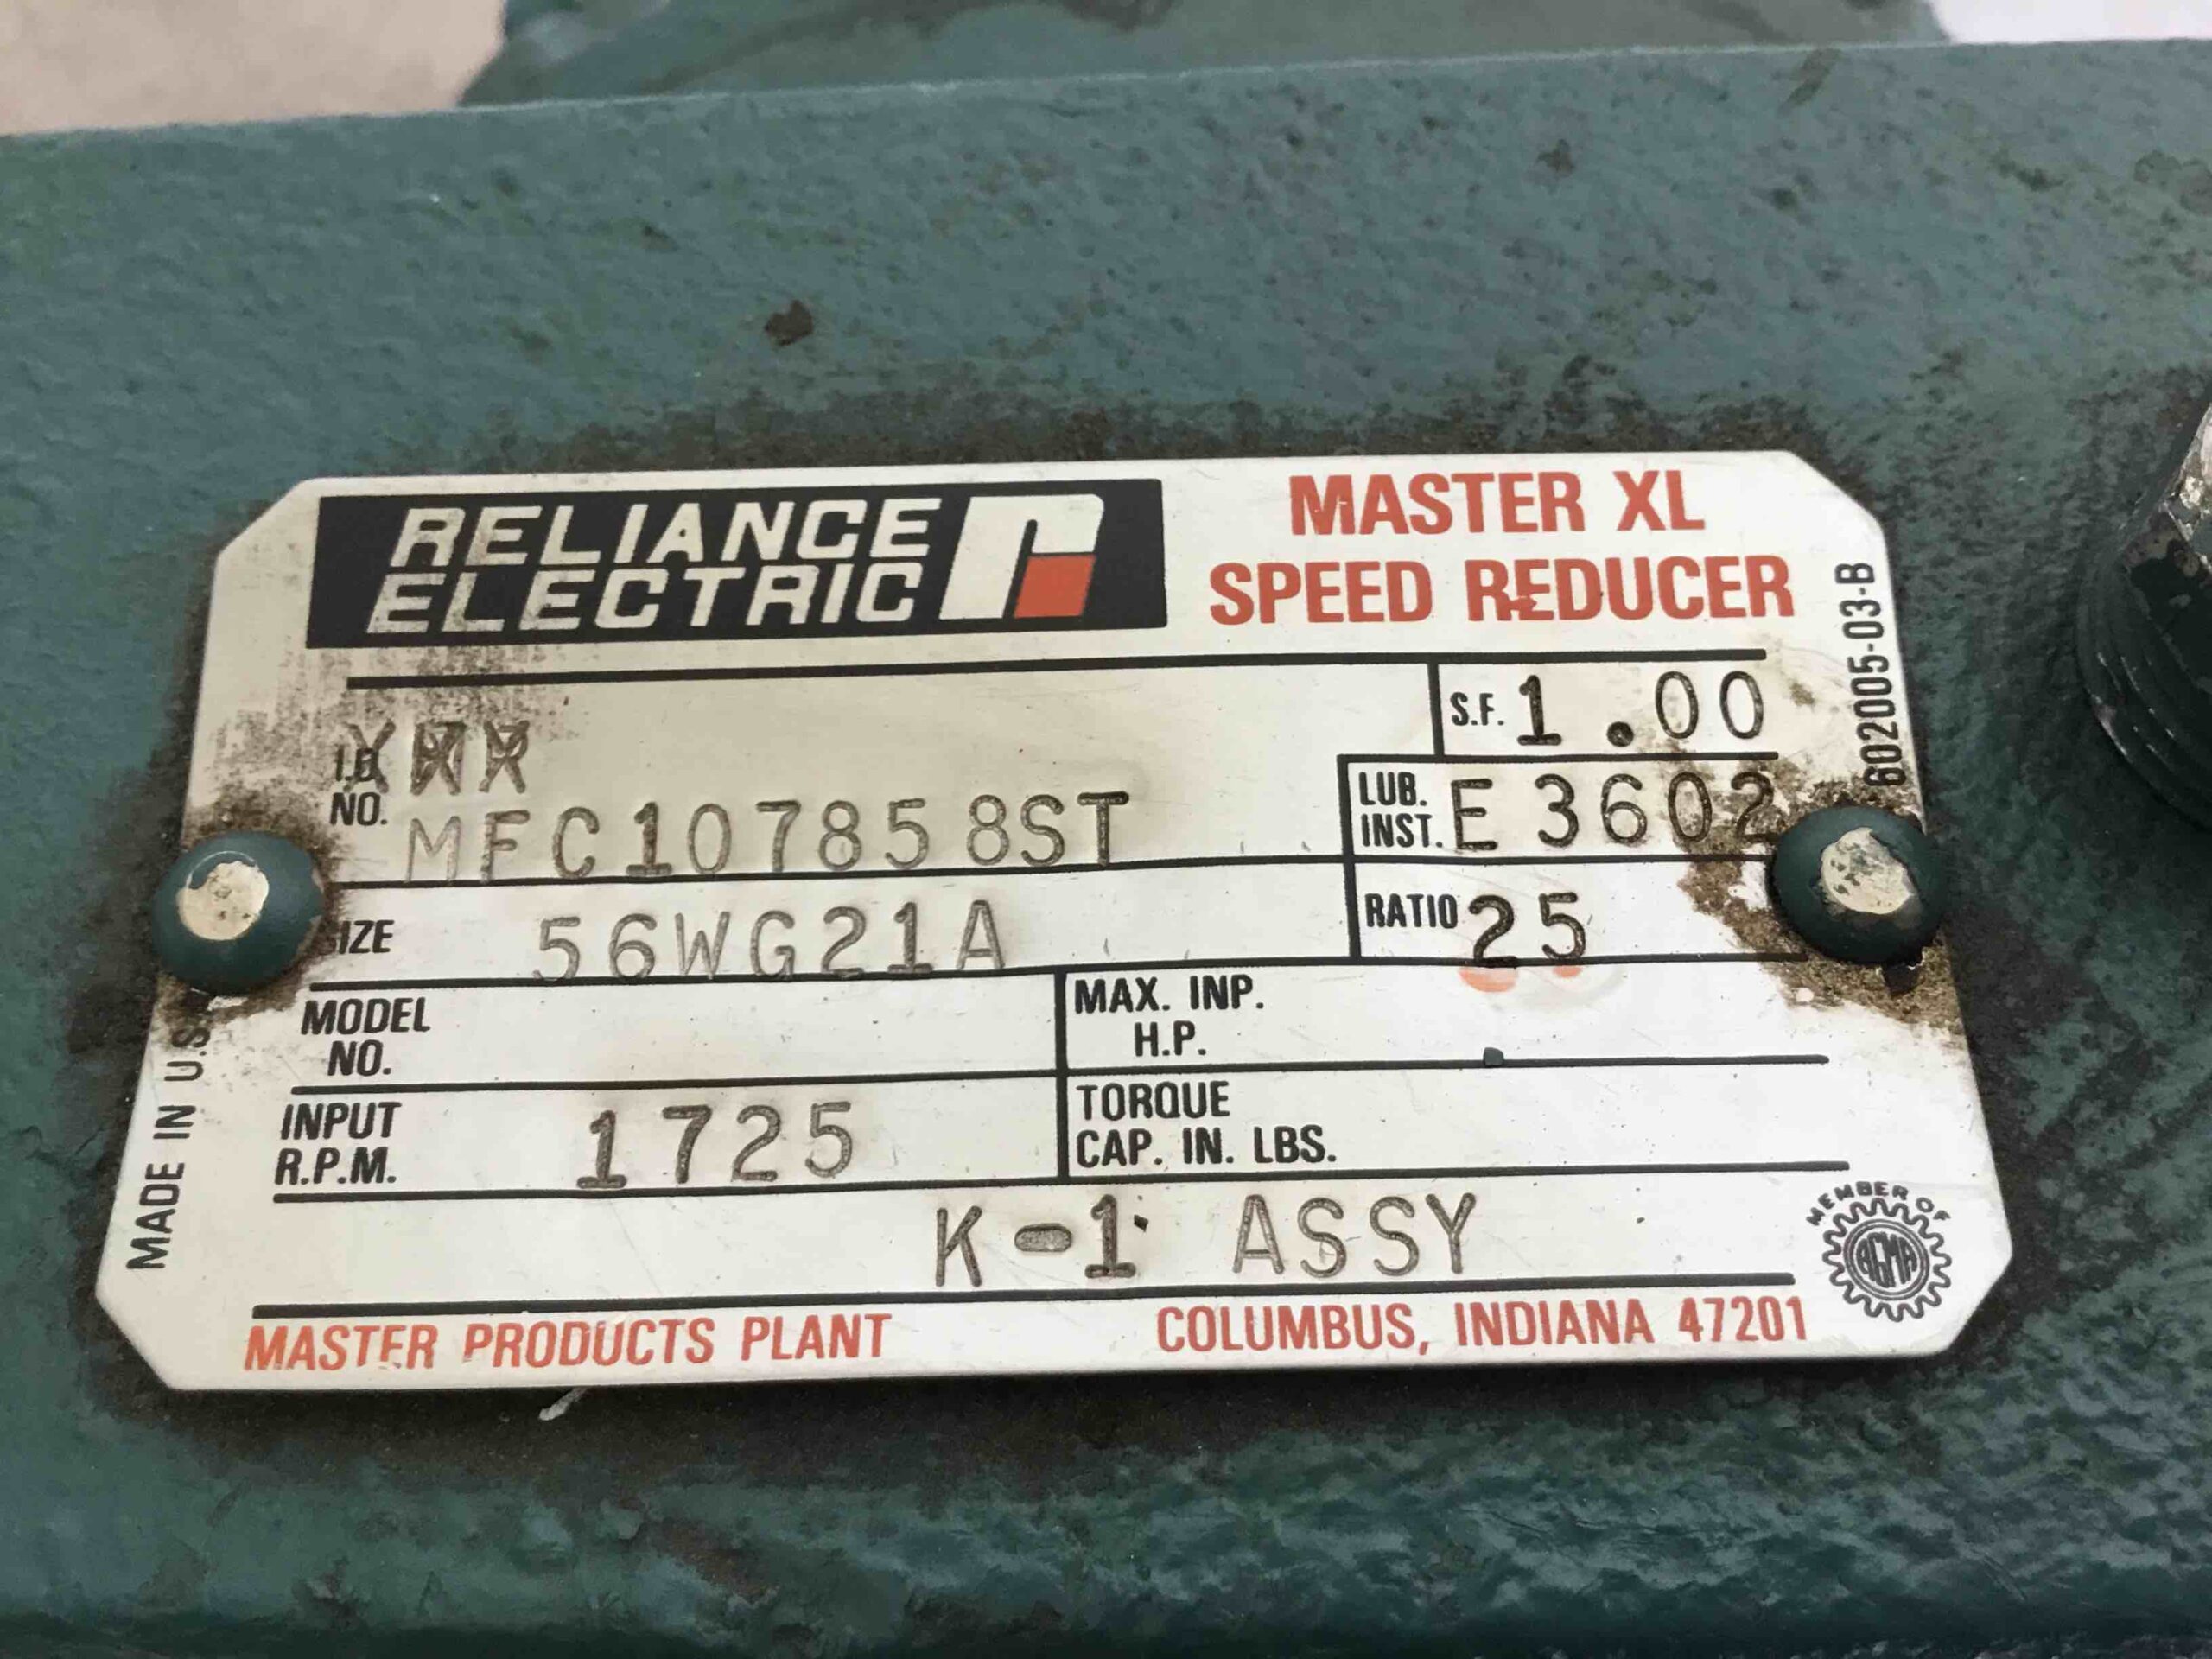 RELIANCE
ELECTRIC
MASTER XL
SPEED REDUCER
S.F. 1.00
I.D.
NO. MFC107858ST
LUB.
INST. E 3602
SIZE 56WG21A
RATIO 25
MODEL
NO.
MAX. INP.
H.P.
INPUT
R.P.M. 1725
TORQUE
CAP. IN. LBS.
K-1 ASSY
MASTER PRODUCTS PLANT
COLUMBUS, INDIANA 47201
MEMBER OF
AGMA
MADE IN U.S.
602005-03-B